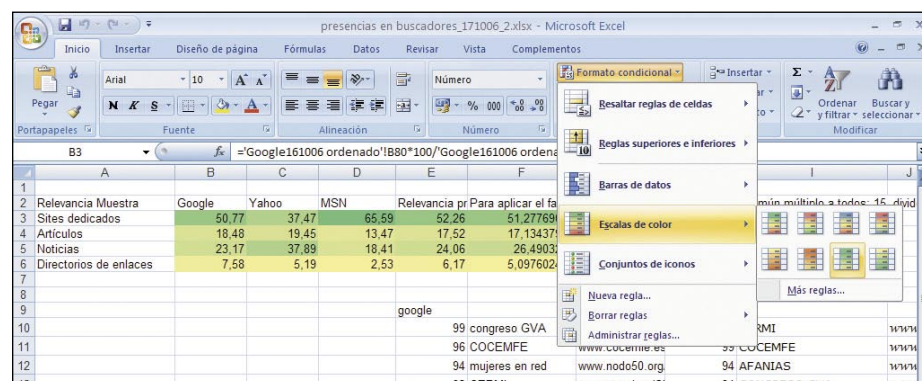 presencias en buscadores_171006_2.xlsx - Microsoft Excel
Inicio Insertar Diseño de página Fórmulas Datos Revisar Vista Complementos
Pegar Arial 10 A A Número Formato condicional Insertar Σ
N K S A % 000 Ordenar y filtrar Buscar y seleccionar
Portapapeles Fuente Alineación Número Modificar
B3 fx ='Google161006 ordenado'!B80*100/'Google161006 ordena
A B C D E F I J
1
2 Relevancia Muestra Google Yahoo MSN Relevancia pr Para aplicar el fa mún múltiplo a todos: 15, divid
3 Sites dedicados 50,77 37,47 65,59 52,26 51,27769
4 Artículos 18,48 19,45 13,47 17,52 17,13437
5 Noticias 23,17 37,89 18,41 24,06 26,4903
6 Directorios de enlaces 7,58 5,19 2,53 6,17 5,0976024
7
8
9 google
10 99 congreso GVA RMI www
11 96 COCEMFE www.cocemfe.es 95 COCEMFE www
12 94 mujeres en red www.nodo50.org 94 AFANIAS www
Resaltar reglas de celdas
Reglas superiores e inferiores
Barras de datos
Escalas de color
Conjuntos de iconos
Nueva regla...
Borrar reglas
Administrar reglas...
Más reglas...